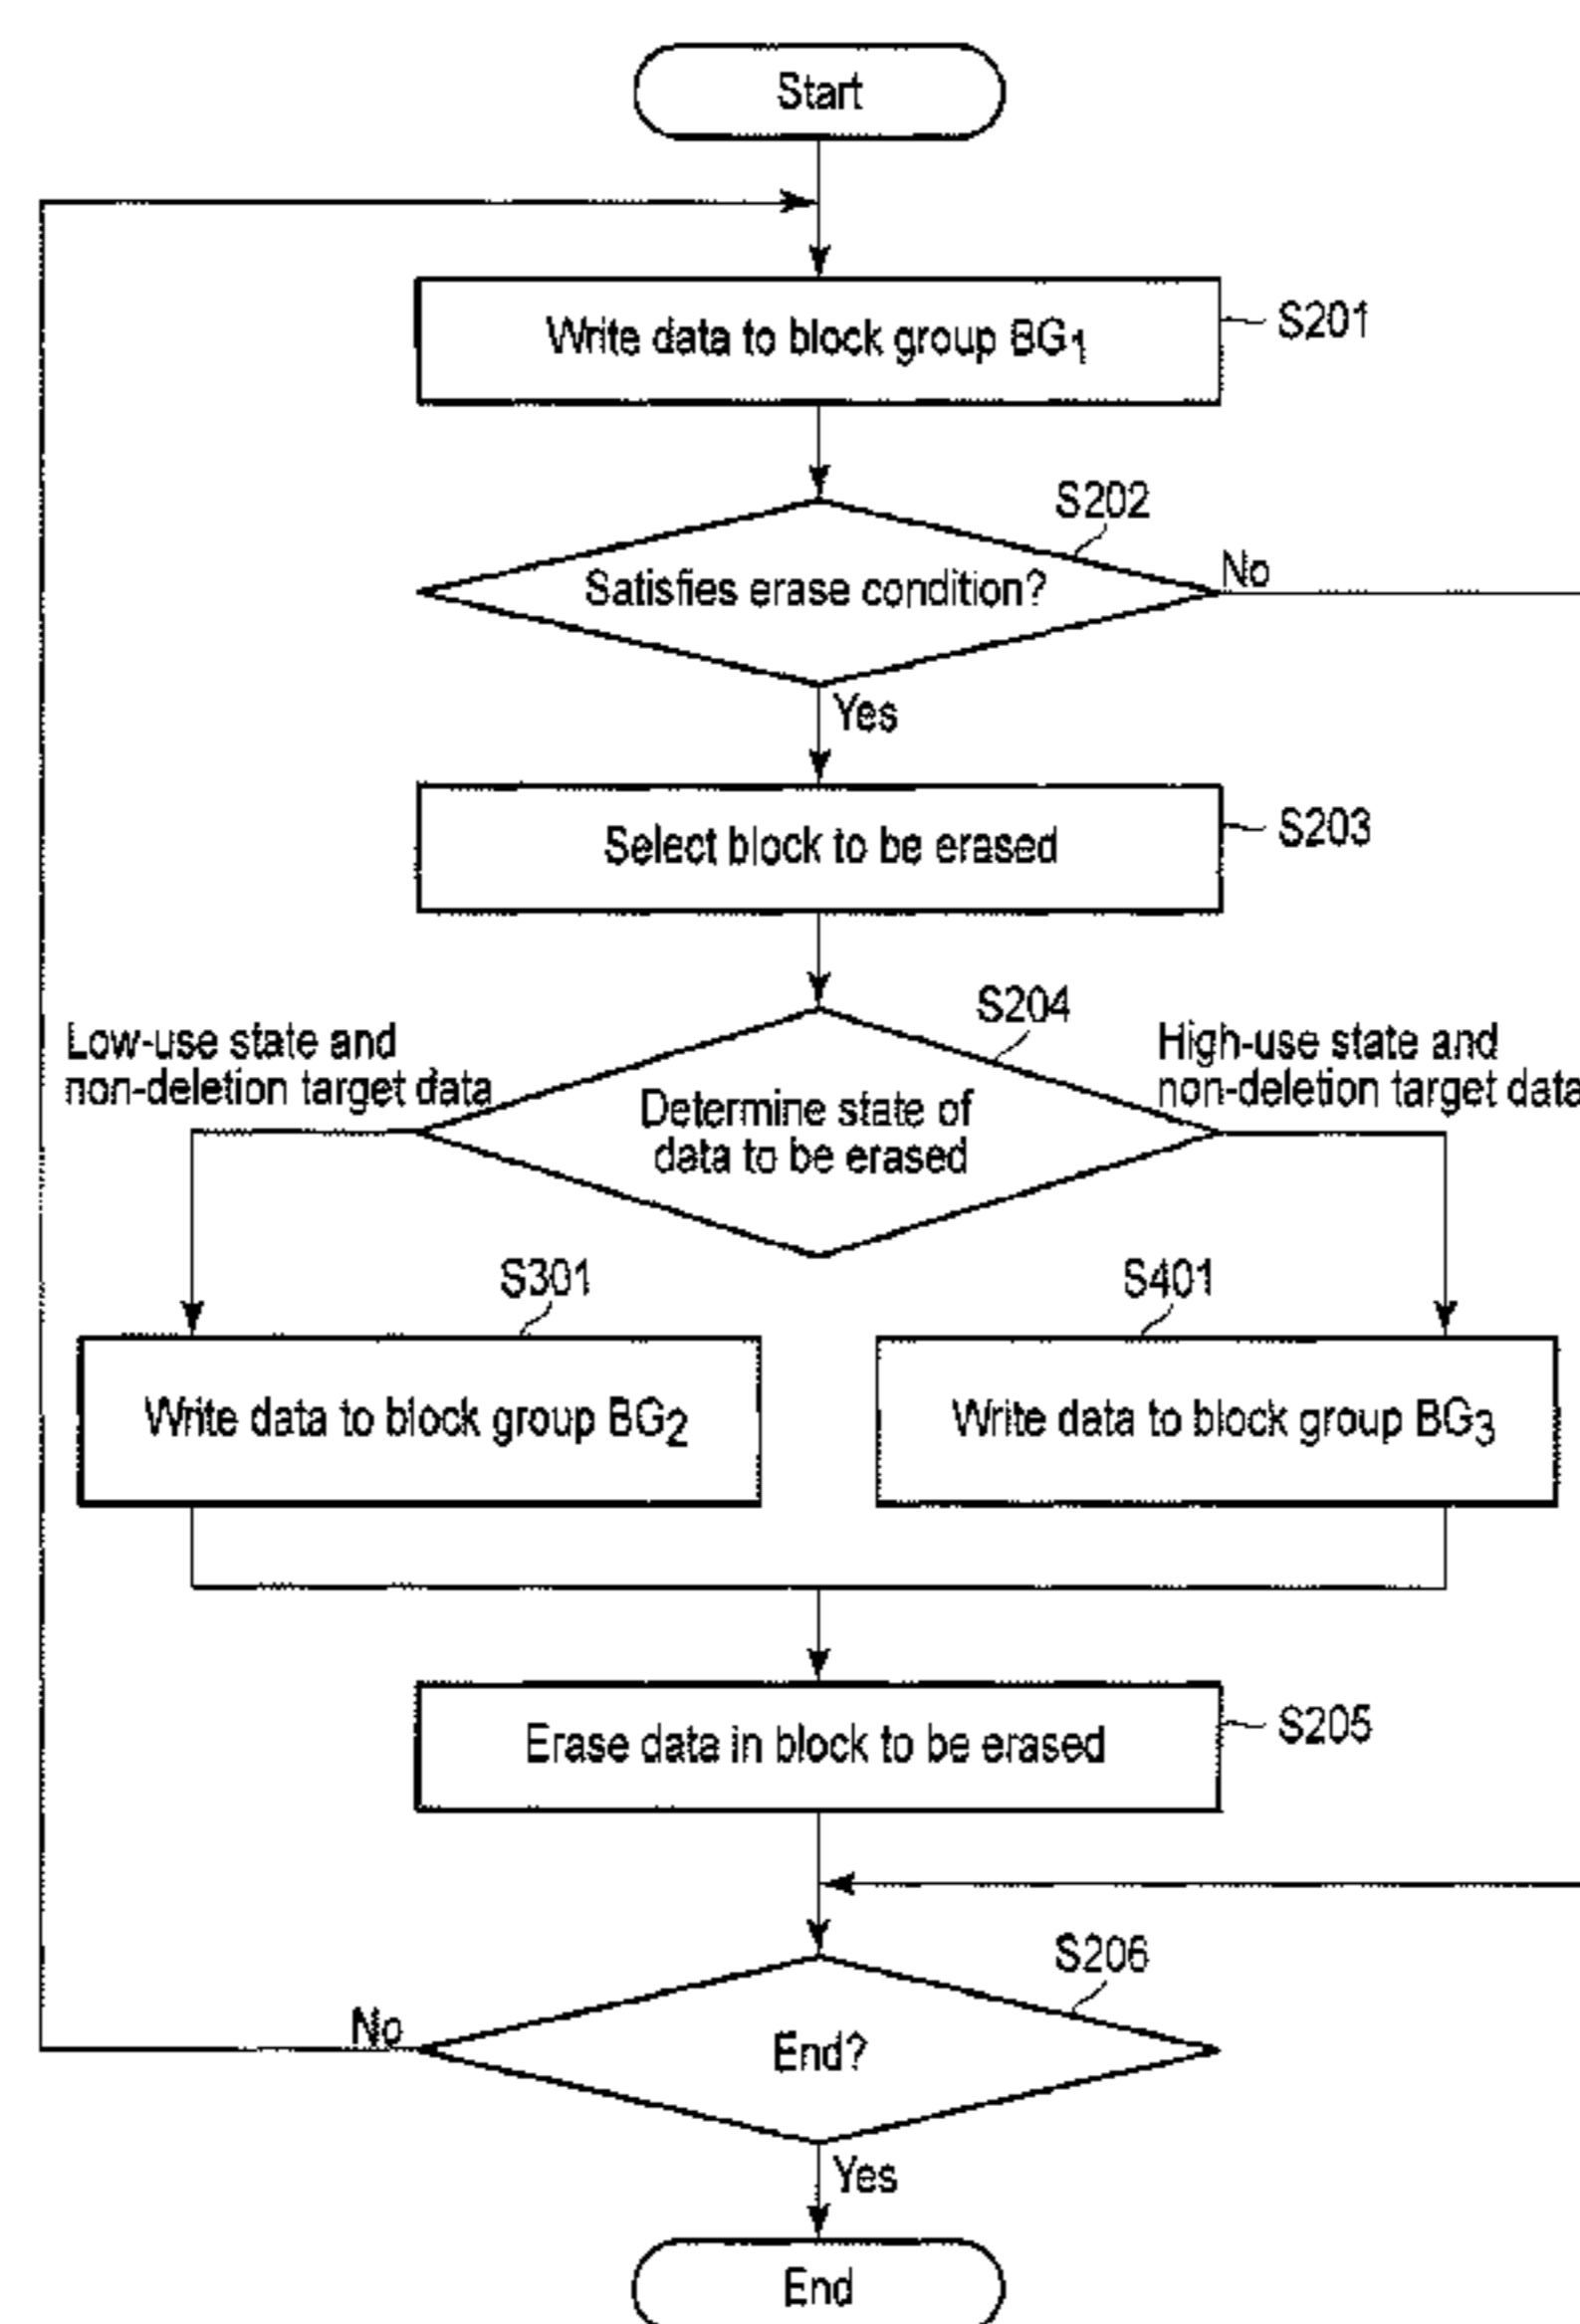 Start
Write data to block group BG1
S201
S202
Satisfies erase condition?
No
Yes
Select block to be erased
S203
S204
Low-use state and
non-deletion target data
High-use state and
non-deletion target data
Determine state of
data to be erased
S301
S401
Write data to block group BG2
Write data to block group BG3
Erase data in block to be erased
S205
S206
No
End?
Yes
End